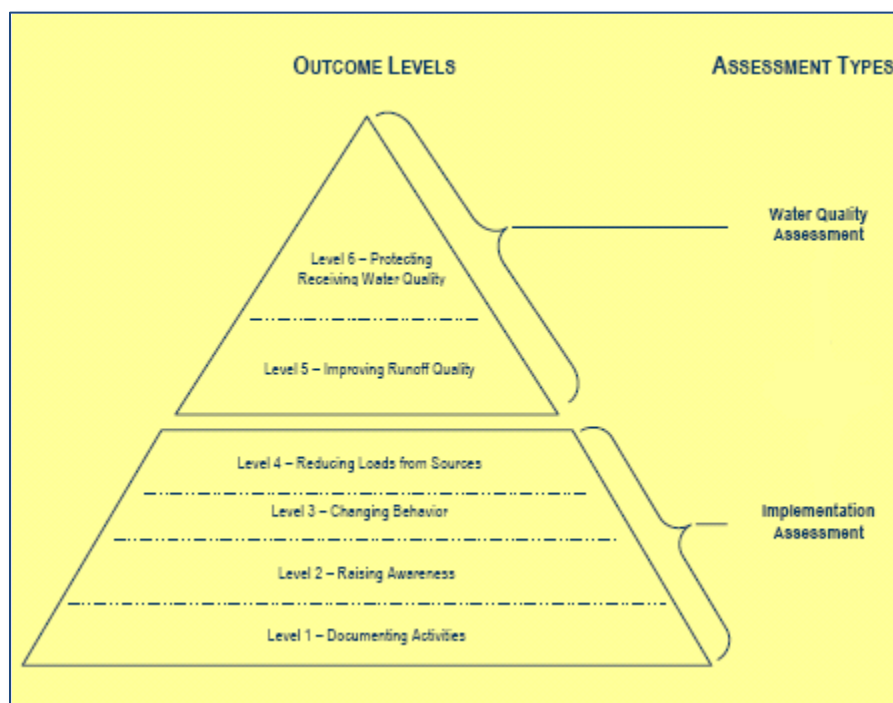 OUTCOME LEVELS
ASSESSMENT TYPES
Water Quality
Assessment
Level 6 – Protecting
Receiving Water Quality
Level 5 – Improving Runoff Quality
Level 4 – Reducing Loads from Sources
Level 3 – Changing Behavior
Implementation
Assessment
Level 2 – Raising Awareness
Level 1 – Documenting Activities